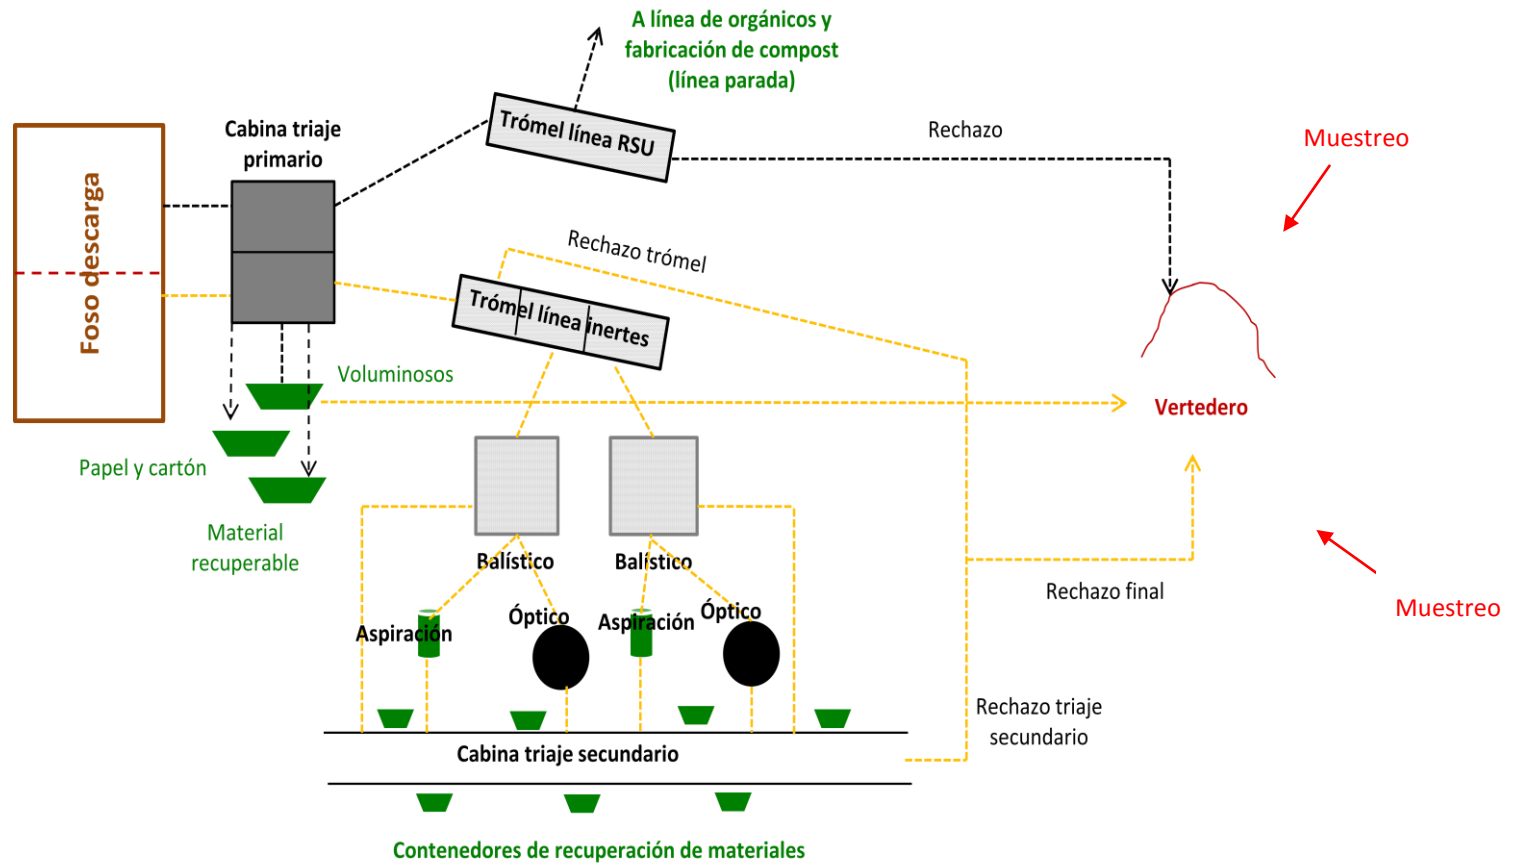 A línea de orgánicos y
fabricación de compost
(línea parada)
Cabina triaje
primario
Trómel línea RSU
Rechazo
Muestreo
Foso descarga
Rechazo trómel
Trómel línea inertes
Voluminosos
Vertedero
Papel y cartón
Material
recuperable
Balístico
Balístico
Rechazo final
Muestreo
Aspiración
Óptico
Aspiración
Óptico
Rechazo triaje
secundario
Cabina triaje secundario
Contenedores de recuperación de materiales